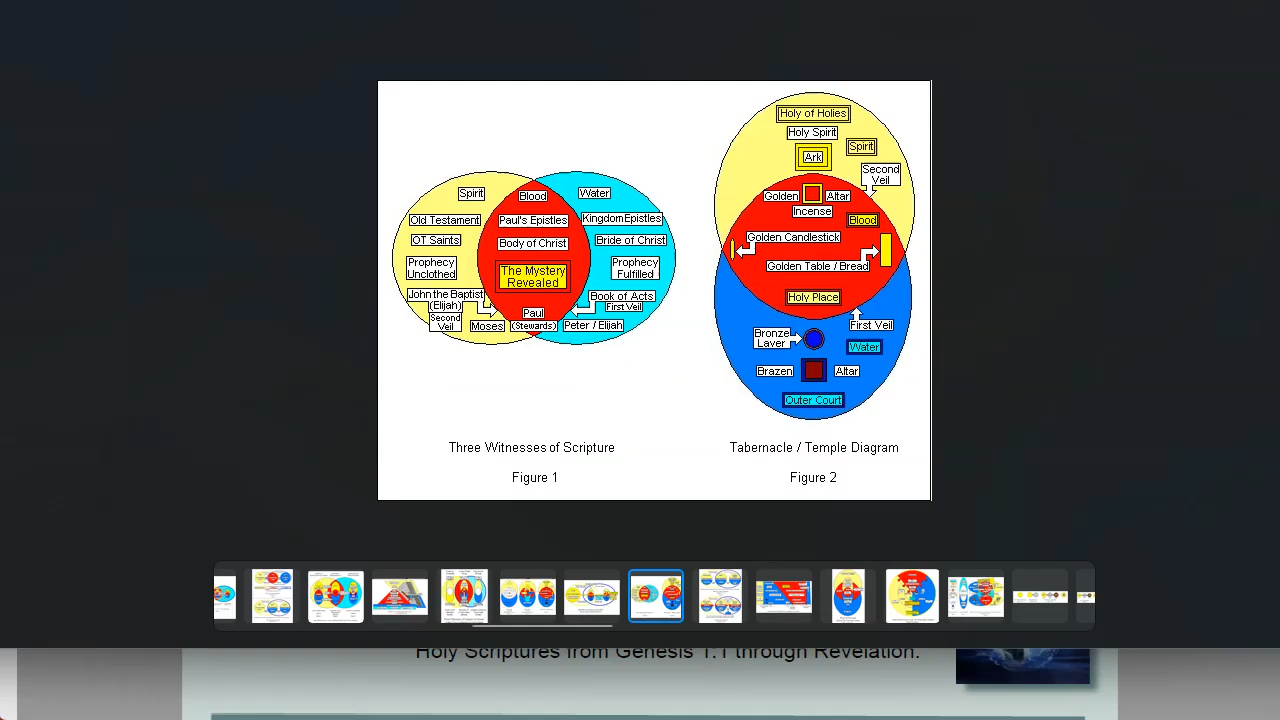 Spirit
Blood
Water
Old Testament
Paul's Epistles
Kingdom Epistles
OT Saints
Body of Christ
Bride of Christ
Prophecy
Unclothed
The Mystery
Revealed
Prophecy
Fulfilled
John the Baptist
(Elijah)
Book of Acts
First Veil
Second
Veil
Moses
Paul
(Stewards)
Peter / Elijah
Three Witnesses of Scripture
Figure 1
Holy of Holies
Holy Spirit
Spirit
Ark
Second
Veil
Golden
Altar
Incense
Blood
Golden Candlestick
Golden Table / Bread
Holy Place
First Veil
Bronze
Laver
Water
Brazen
Altar
Outer Court
Tabernacle / Temple Diagram
Figure 2
Holy Scriptures from Genesis 1:1 through Revelation.